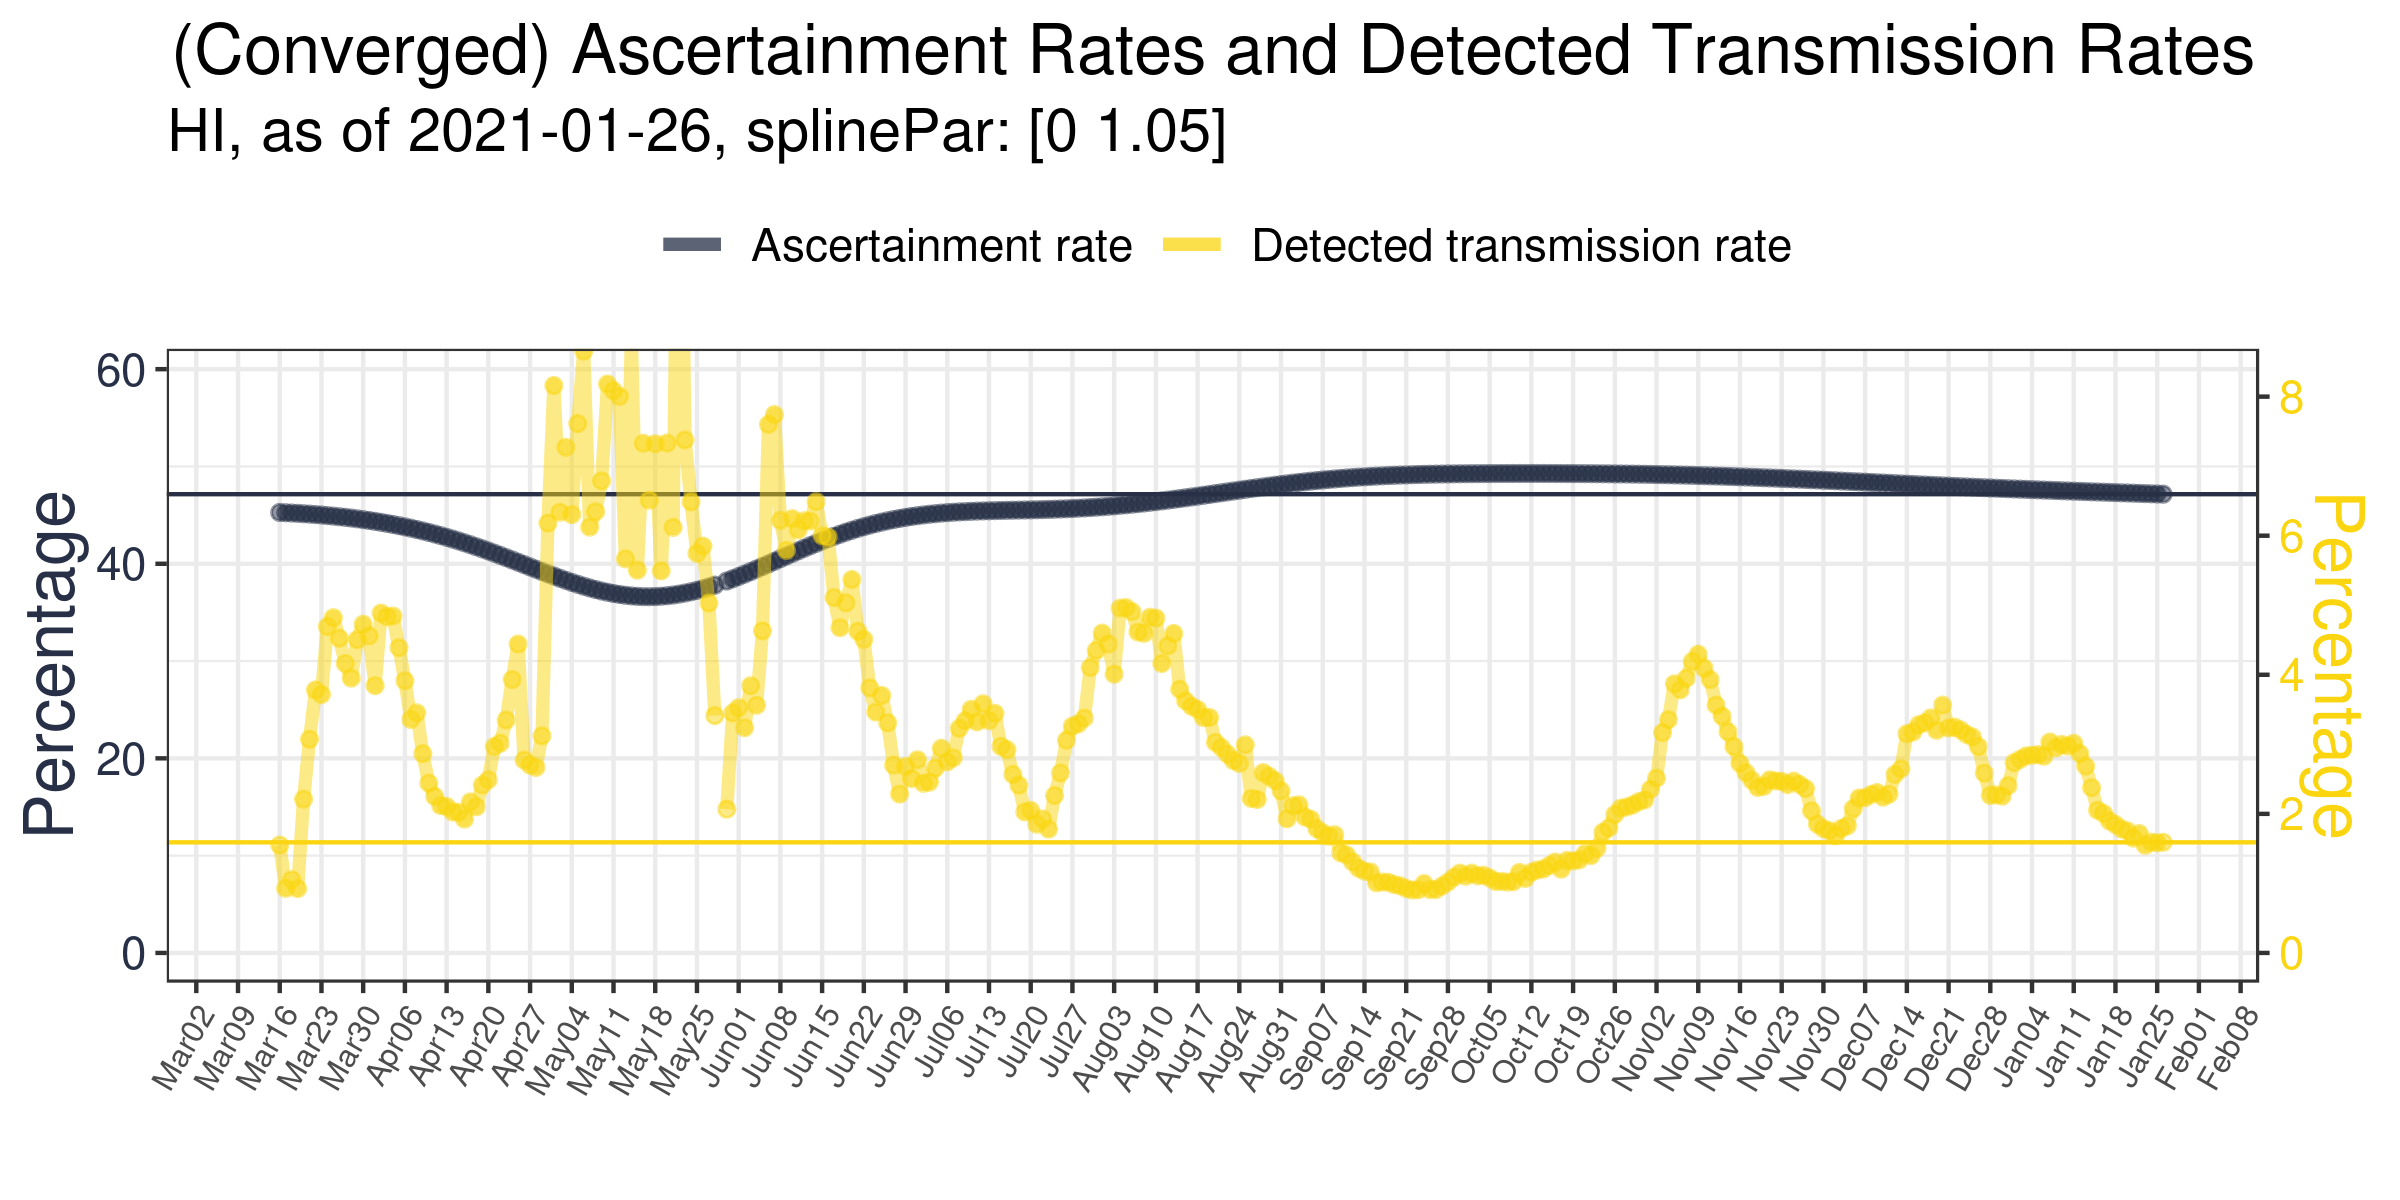 (Converged) Ascertainment Rates and Detected Transmission Rates
HI, as of 2021-01-26, splinePar: [0 1.05]
Ascertainment rate
Detected transmission rate
Percentage
60
40
20
0
8
6
4
2
0
Percentage
Mar02
Mar09
Mar16
Mar23
Mar30
Apr06
Apr13
Apr20
Apr27
May04
May11
May18
May25
Jun01
Jun08
Jun15
Jun22
Jun29
Jul06
Jul13
Jul20
Jul27
Aug03
Aug10
Aug17
Aug24
Aug31
Sep07
Sep14
Sep21
Sep28
Oct05
Oct12
Oct19
Oct26
Nov02
Nov09
Nov16
Nov23
Nov30
Dec07
Dec14
Dec21
Dec28
Jan04
Jan11
Jan18
Jan25
Feb01
Feb08